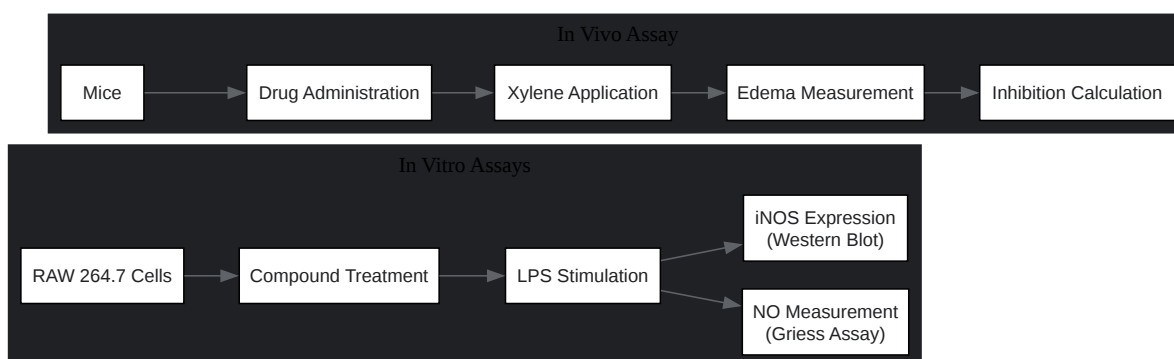 In Vivo Assay
Mice
Drug Administration
Xylene Application
Edema Measurement
Inhibition Calculation
In Vitro Assays
RAW 264.7 Cells
Compound Treatment
LPS Stimulation
iNOS Expression
(Western Blot)
NO Measurement
(Griess Assay)